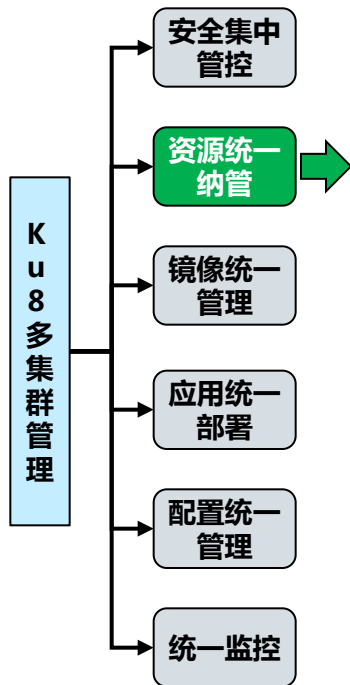 安全集中
管控
资源统一
纳管
镜像统一
管理
应用统一
部署
配置统一
管理
统一监控
K
u
8
多
集
群
管
理